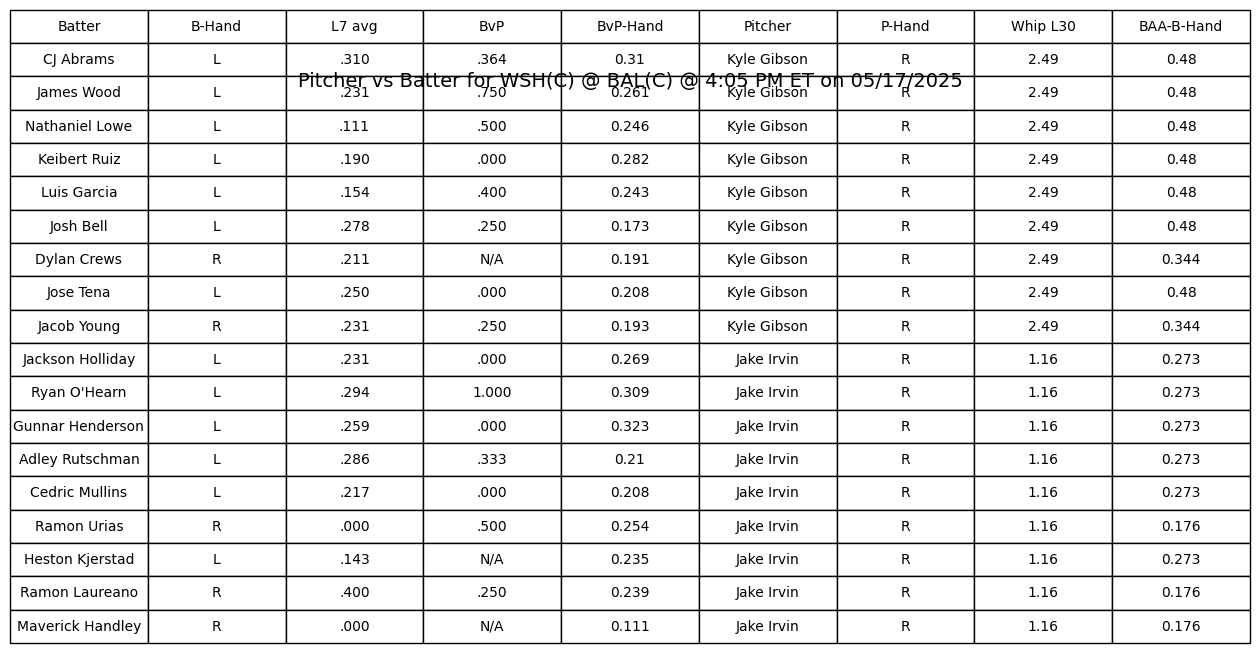 Batter B-Hand L7 avg BvP BvP-Hand Pitcher P-Hand Whip L30 BAA-B-Hand
CJ Abrams L .310 .364 0.31 Kyle Gibson R 2.49 0.48
Pitcher vs Batter for WSH(C) @ BAL(C) @ 4:05 PM ET on 05/17/2025
James Wood L .231 .750 0.261 Kyle Gibson R 2.49 0.48
Nathaniel Lowe L .111 .500 0.246 Kyle Gibson R 2.49 0.48
Keibert Ruiz L .190 .000 0.282 Kyle Gibson R 2.49 0.48
Luis Garcia L .154 .400 0.243 Kyle Gibson R 2.49 0.48
Josh Bell L .278 .250 0.173 Kyle Gibson R 2.49 0.48
Dylan Crews R .211 N/A 0.191 Kyle Gibson R 2.49 0.344
Jose Tena L .250 .000 0.208 Kyle Gibson R 2.49 0.48
Jacob Young R .231 .250 0.193 Kyle Gibson R 2.49 0.344
Jackson Holliday L .231 .000 0.269 Jake Irvin R 1.16 0.273
Ryan O'Hearn L .294 1.000 0.309 Jake Irvin R 1.16 0.273
Gunnar Henderson L .259 .000 0.323 Jake Irvin R 1.16 0.273
Adley Rutschman L .286 .333 0.21 Jake Irvin R 1.16 0.273
Cedric Mullins L .217 .000 0.208 Jake Irvin R 1.16 0.273
Ramon Urias R .000 .500 0.254 Jake Irvin R 1.16 0.176
Heston Kjerstad L .143 N/A 0.235 Jake Irvin R 1.16 0.273
Ramon Laureano R .400 .250 0.239 Jake Irvin R 1.16 0.176
Maverick Handley R .000 N/A 0.111 Jake Irvin R 1.16 0.176